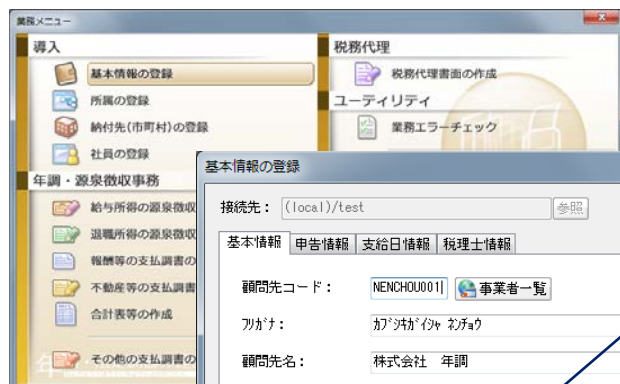 業務メニュー
導入
基本情報の登録
所属の登録
納付先(市町村)の登録
社員の登録
年調・源泉徴収事務
給与所得の源泉徴収
退職所得の源泉徴収
報酬等の支払調書の
不動産等の支払調書
合計表等の作成
その他の支払調書の
税務代理
税務代理書面の作成
ユーティリティ
業務エラーチェック
基本情報の登録
接続先： (local)/test 参照
基本情報 申告情報 支給日情報 税理士情報
顧問先コード： NENCHOU001 事業者一覧
ﾌﾘｶﾞﾅ： ｶﾌﾞｼｷｶﾞｲｼｬ ﾈﾝﾁｮｳ
顧問先名： 株式会社 年調